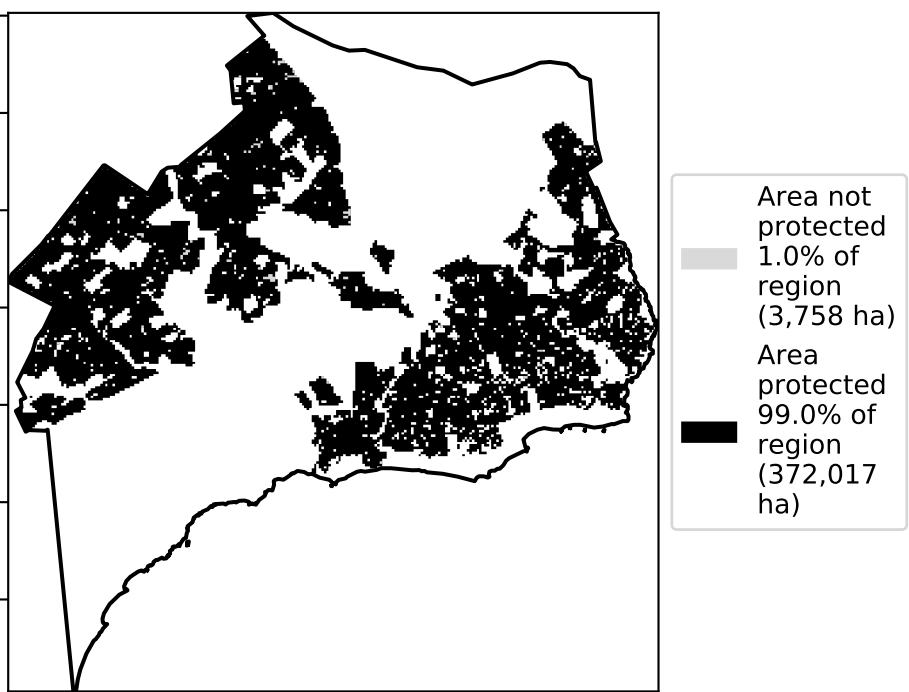 Area not
protected
1.0% of
region
(3,758 ha)
Area
protected
99.0% of
region
(372,017
ha)